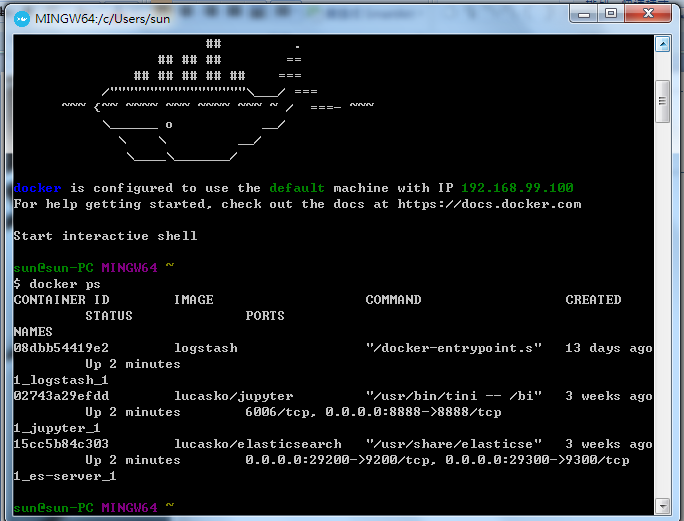 MINGW64:/c/Users/sun
                        ##         .
                  ## ## ##        ==
               ## ## ## ## ##    ===
           /"""""""""""""""""\___/ ===
      ~~~ {~~ ~~~~ ~~~ ~~~~ ~~~ ~ /  ===- ~~~
           \______ o           __/
             \    \         __/
              \____\_______/
docker is configured to use the default machine with IP 192.168.99.100
For help getting started, check out the docs at https://docs.docker.com
Start interactive shell
sun@sun-PC MINGW64 ~
$ docker ps
CONTAINER ID        IMAGE                   COMMAND                  CREATED
         STATUS              PORTS
NAMES
08dbb54419e2        logstash                "/docker-entrypoint.s"   13 days ago
         Up 2 minutes
1_logstash_1
02743a29efdd        lucasko/jupyter         "/usr/bin/tini -- /bi"   3 weeks ago
         Up 2 minutes        6006/tcp, 0.0.0.0:8888->8888/tcp
1_jupyter_1
15cc5b84c303        lucasko/elasticsearch   "/usr/share/elasticse"   3 weeks ago
         Up 2 minutes        0.0.0.0:29200->9200/tcp, 0.0.0.0:29300->9300/tcp
1_es-server_1
sun@sun-PC MINGW64 ~